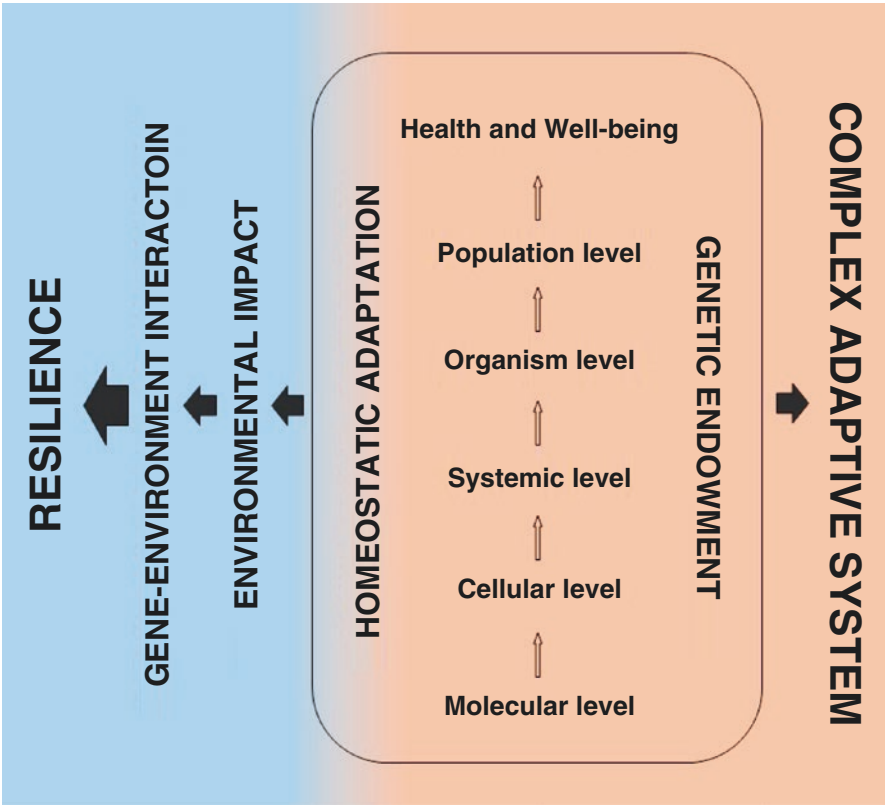 RESILIENCE
GENE-ENVIRONMENT INTERACTOIN
ENVIRONMENTAL IMPACT
HOMEOSTATIC ADAPTATION
Health and Well-being
Population level
Organism level
Systemic level
Cellular level
Molecular level
GENETIC ENDOWMENT
COMPLEX ADAPTIVE SYSTEM